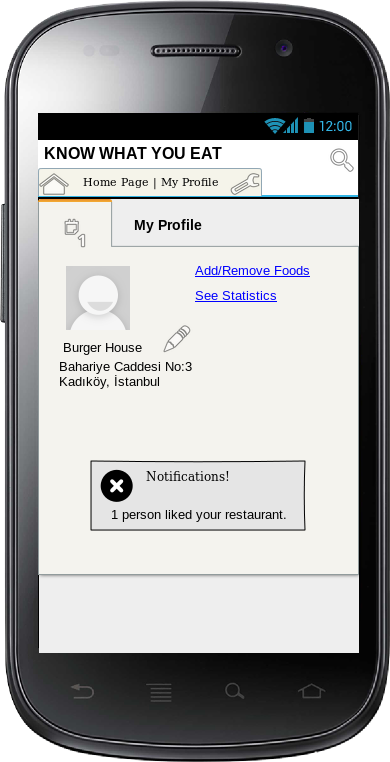 12:00
KNOW WHAT YOU EAT
Home Page | My Profile
1
My Profile
Add/Remove Foods
See Statistics
Burger House
Bahariye Caddesi No:3
Kadıköy, İstanbul
Notifications!
1 person liked your restaurant.